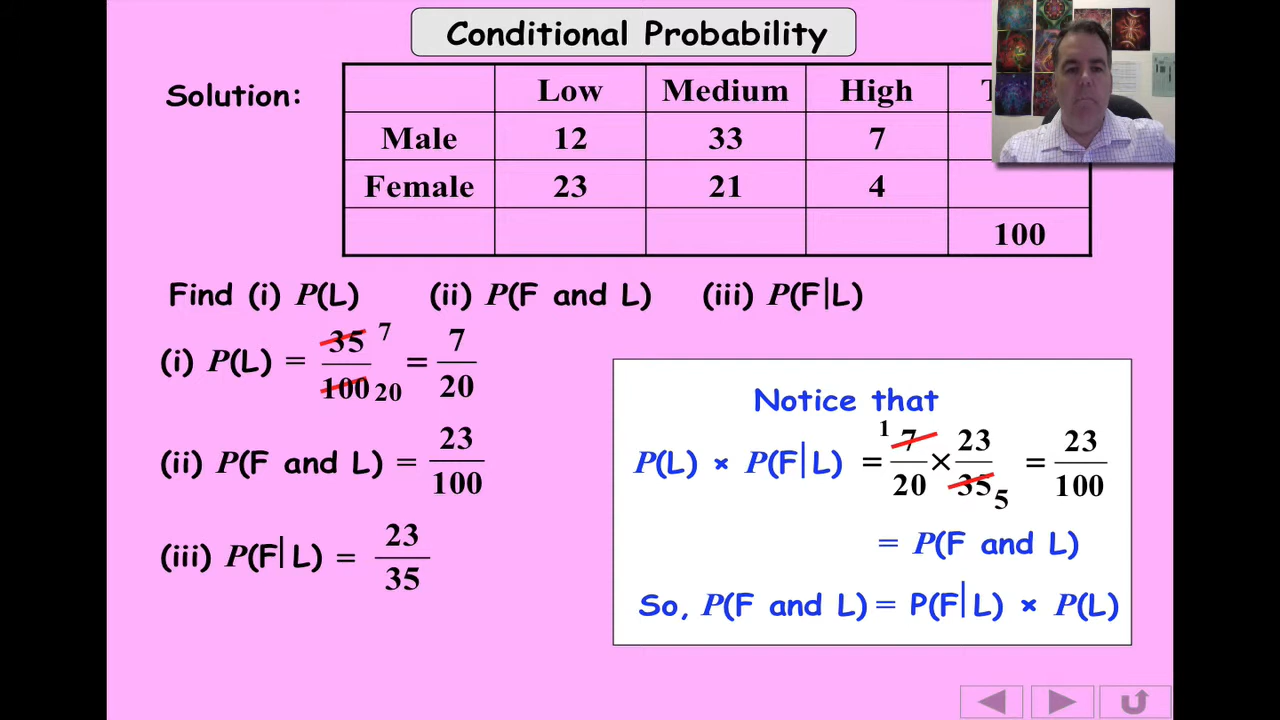 Conditional Probability
Solution:
Low Medium High T
Male 12 33 7
Female 23 21 4
100
Find (i) P(L) (ii) P(F and L) (iii) P(F|L)
(i) P(L) = 35/100 7 20 = 7/20
(ii) P(F and L) = 23/100
(iii) P(F|L) = 23/35
Notice that
P(L) × P(F|L) = 1 7/20 × 23/35 5 = 23/100
= P(F and L)
So, P(F and L) = P(F|L) × P(L)